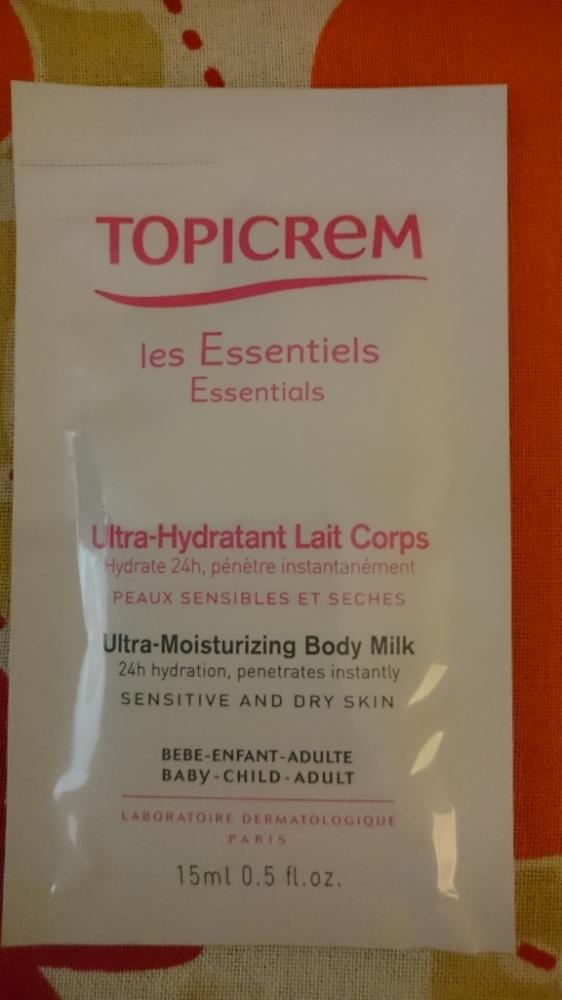 TOPICREM
les Essentiels
Essentials
Ultra-Hydratant Lait Corps
Hydrate 24h, pénètre instantanément
PEAUX SENSIBLES ET SECHES
Ultra-Moisturizing Body Milk
24h hydration, penetrates instantly
SENSITIVE AND DRY SKIN
BEBE-ENFANT-ADULTE
BABY-CHILD-ADULT
LABORATOIRE DERMATOLOGIQUE
PARIS
15ml 0.5 fl.oz.